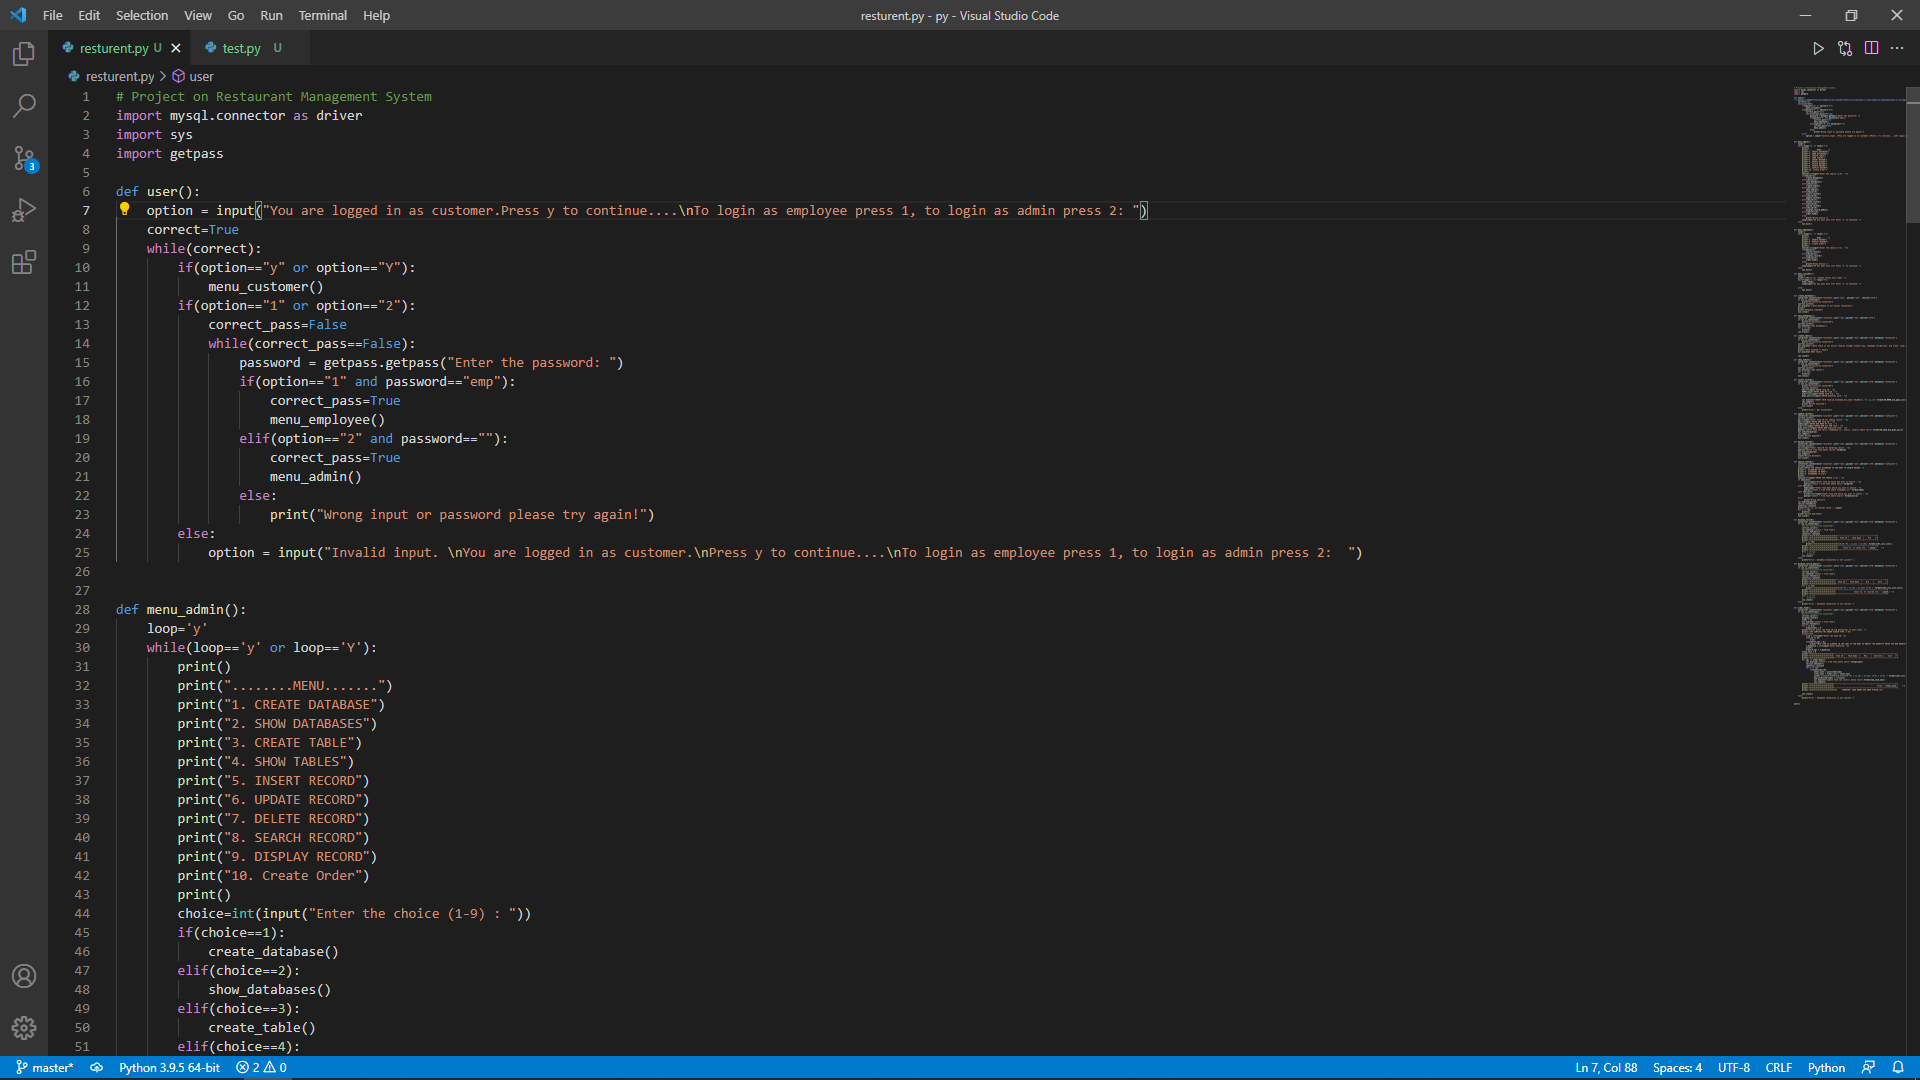 File Edit Selection View Go Run Terminal Help
resturent.py - py - Visual Studio Code
resturent.py U
test.py U
resturent.py > user
3
1 # Project on Restaurant Management System
2 import mysql.connector as driver
3 import sys
4 import getpass
5
6 def user():
7 option = input("You are logged in as customer.Press y to continue....\nTo login as employee press 1, to login as admin press 2: ")
8 correct=True
9 while(correct):
10 if(option=="y" or option=="Y"):
11 menu_customer()
12 if(option=="1" or option=="2"):
13 correct_pass=False
14 while(correct_pass==False):
15 password = getpass.getpass("Enter the password: ")
16 if(option=="1" and password=="emp"):
17 correct_pass=True
18 menu_employee()
19 elif(option=="2" and password==""):
20 correct_pass=True
21 menu_admin()
22 else:
23 print("Wrong input or password please try again!")
24 else:
25 option = input("Invalid input. \nYou are logged in as customer.\nPress y to continue....\nTo login as employee press 1, to login as admin press 2:  ")
26
27
28 def menu_admin():
29 loop='y'
30 while(loop=='y' or loop=='Y'):
31 print()
32 print("........MENU.......")
33 print("1. CREATE DATABASE")
34 print("2. SHOW DATABASES")
35 print("3. CREATE TABLE")
36 print("4. SHOW TABLES")
37 print("5. INSERT RECORD")
38 print("6. UPDATE RECORD")
39 print("7. DELETE RECORD")
40 print("8. SEARCH RECORD")
41 print("9. DISPLAY RECORD")
42 print("10. Create Order")
43 print()
44 choice=int(input("Enter the choice (1-9) : "))
45 if(choice==1):
46 create_database()
47 elif(choice==2):
48 show_databases()
49 elif(choice==3):
50 create_table()
51 elif(choice==4):
master* Python 3.9.5 64-bit 2 0
Ln 7, Col 88 Spaces: 4 UTF-8 CRLF Python